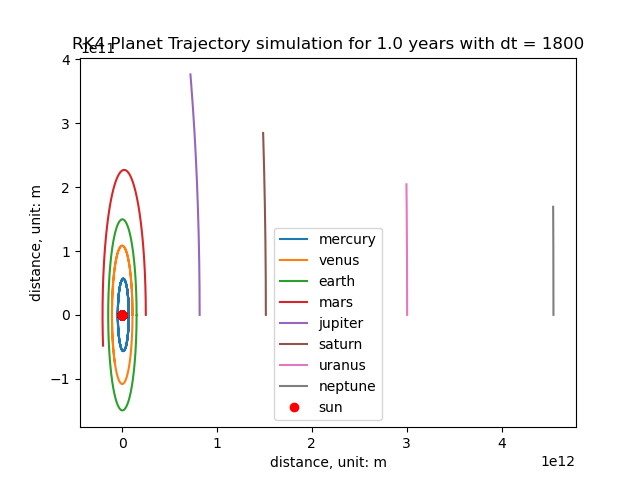 RK4 Planet Trajectory simulation for 1.0 years with dt = 1800
1e11
4
3
2
1
0
−1
distance, unit: m
mercury
venus
earth
mars
jupiter
saturn
uranus
neptune
sun
0
1
2
3
4
distance, unit: m
1e12